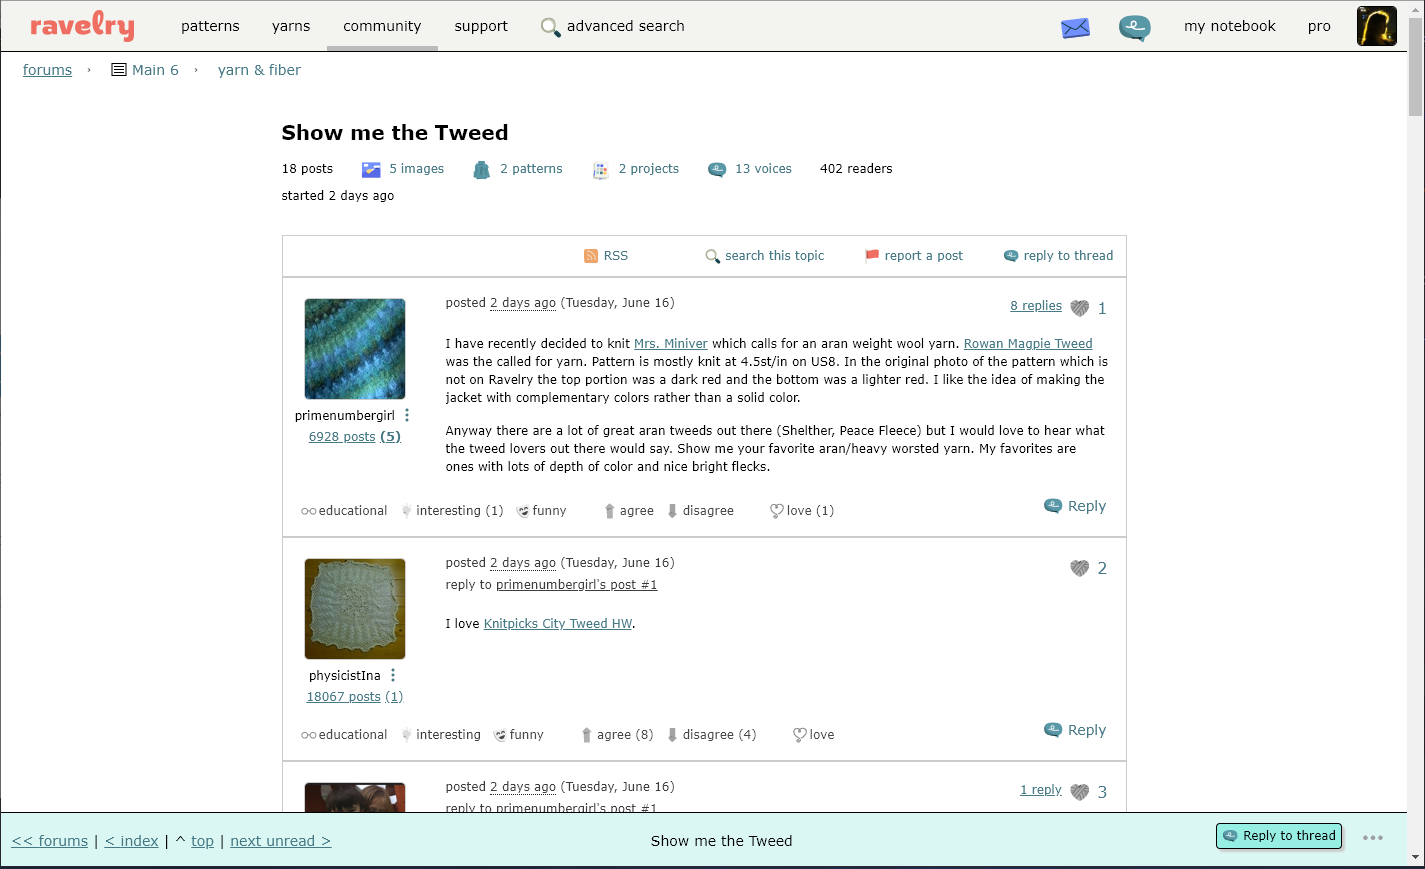 ravelry patterns yarns community support advanced search my notebook pro
forums › Main 6 › yarn & fiber
Show me the Tweed
18 posts 5 images 2 patterns 2 projects 13 voices 402 readers
started 2 days ago
RSS search this topic report a post reply to thread
posted 2 days ago (Tuesday, June 16) 8 replies 1
I have recently decided to knit Mrs. Miniver which calls for an aran weight wool yarn. Rowan Magpie Tweed
was the called for yarn. Pattern is mostly knit at 4.5st/in on US8. In the original photo of the pattern which is
not on Ravelry the top portion was a dark red and the bottom was a lighter red. I like the idea of making the
jacket with complementary colors rather than a solid color.
primenumbergirl
6928 posts (5)
Anyway there are a lot of great aran tweeds out there (Shelther, Peace Fleece) but I would love to hear what
the tweed lovers out there would say. Show me your favorite aran/heavy worsted yarn. My favorites are
ones with lots of depth of color and nice bright flecks.
educational interesting (1) funny agree disagree love (1) Reply
posted 2 days ago (Tuesday, June 16) 2
reply to primenumbergirl's post #1
I love Knitpicks City Tweed HW.
physicistIna
18067 posts (1)
educational interesting funny agree (8) disagree (4) love Reply
posted 2 days ago (Tuesday, June 16) 1 reply 3
reply to primenumbergirl's post #1
<< forums | < index | ^ top | next unread > Show me the Tweed Reply to thread •••